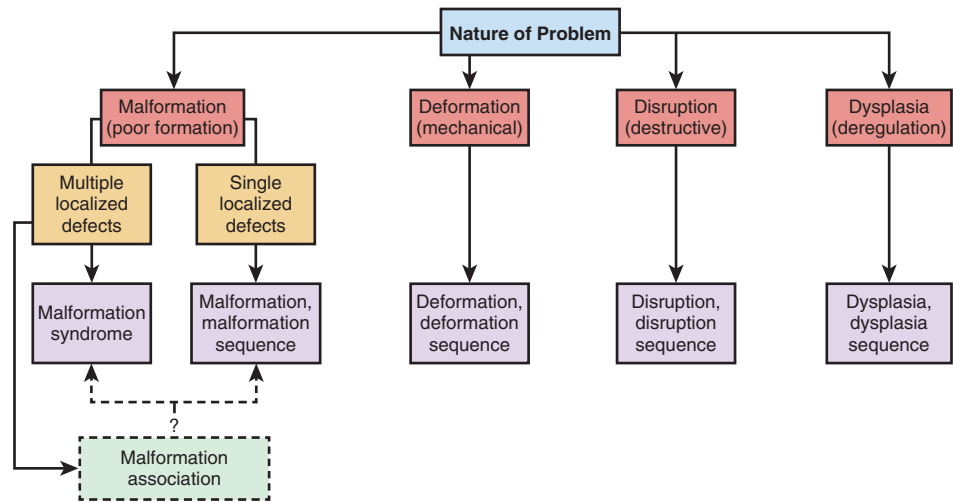 Nature of Problem
Malformation
(poor formation)
Deformation
(mechanical)
Disruption
(destructive)
Dysplasia
(deregulation)
Multiple
localized
defects
Single
localized
defects
Malformation
syndrome
Malformation,
malformation
sequence
Deformation,
deformation
sequence
Disruption,
disruption
sequence
Dysplasia,
dysplasia
sequence
?
Malformation
association